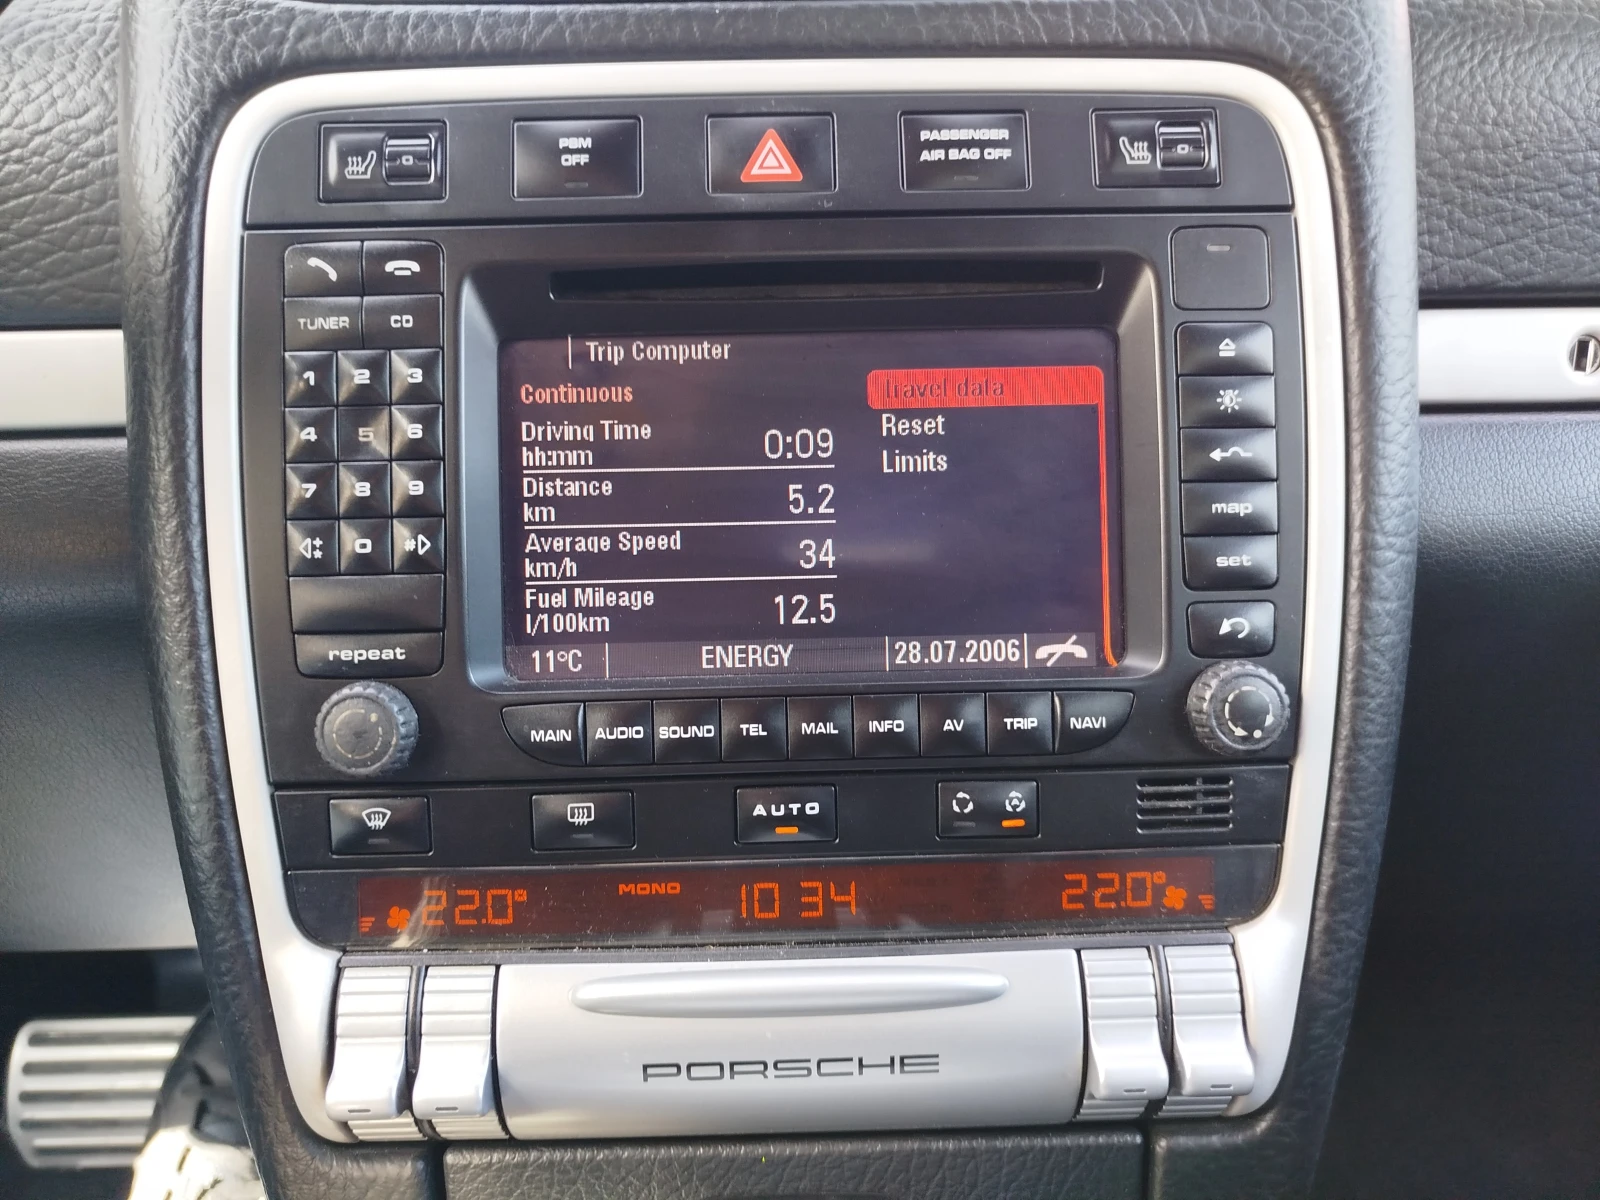 PSM
OFF
PASSENGER
AIR BAG OFF
TUNER
CD
1
2
3
4
5
6
7
8
9
*
0
#
repeat
Trip Computer
Continuous
Travel data
Driving Time
hh:mm
0:09
Reset
Limits
Distance
km
5.2
Average Speed
km/h
34
Fuel Mileage
l/100km
12.5
11°C
ENERGY
28.07.2006
map
set
MAIN
AUDIO
SOUND
TEL
MAIL
INFO
AV
TRIP
NAVI
AUTO
A
22.0°
MONO
10 34
22.0°
PORSCHE